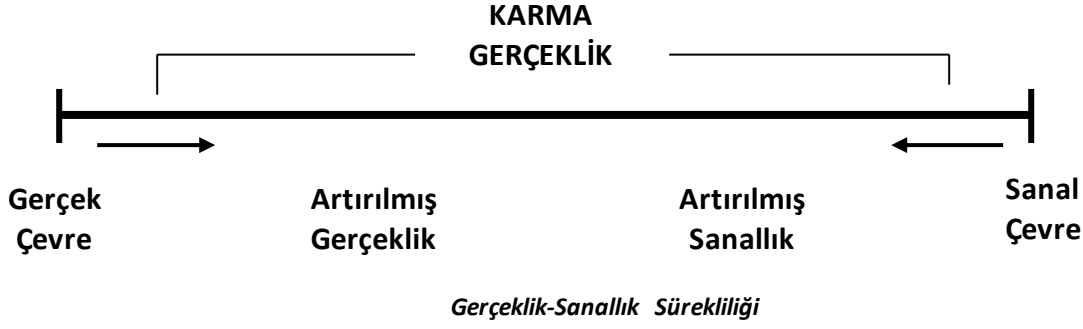 KARMA
GERÇEKLİK
Gerçek
Çevre
Artırılmış
Gerçeklik
Artırılmış
Sanallık
Sanal
Çevre
Gerçeklik-Sanallık Sürekliliği